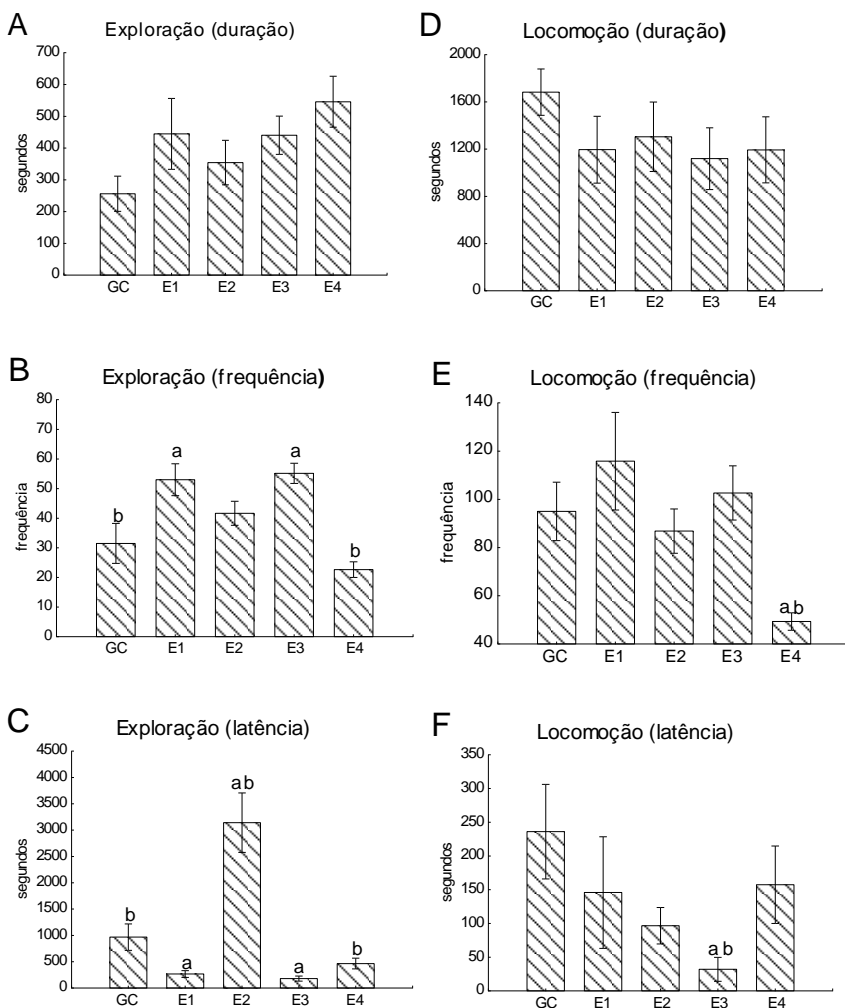 A
Exploração (duração)
segundos
700
600
500
400
300
200
100
0
GC E1 E2 E3 E4
D
Locomoção (duração)
segundos
2000
1600
1200
800
400
0
GC E1 E2 E3 E4
B
Exploração (frequência)
frequência
80
70
60
50
40
30
20
10
0
b a a b
GC E1 E2 E3 E4
E
Locomoção (frequência)
frequência
140
120
100
80
60
40
ab
GC E1 E2 E3 E4
C
Exploração (latência)
segundos
4500
4000
3500
3000
2500
2000
1500
1000
500
0
b a ab a b
GC E1 E2 E3 E4
F
Locomoção (latência)
segundos
350
300
250
200
150
100
50
0
ab
GC E1 E2 E3 E4